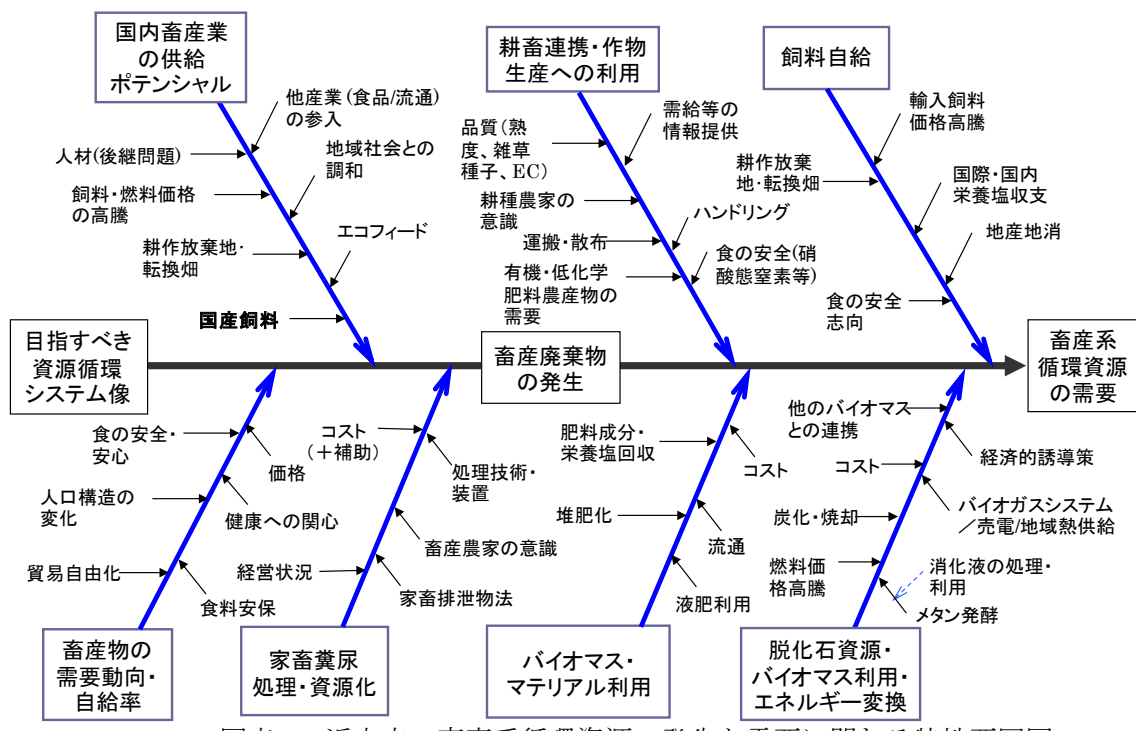 国内畜産業
の供給
ポテンシャル
他産業(食品/流通)
の参入
人材(後継問題)
地域社会との
調和
飼料・燃料価格
の高騰
エコフィード
耕作放棄地・
転換畑
国産飼料
耕畜連携・作物
生産への利用
需給等の
情報提供
品質(熟
度、雑草
種子、EC)
耕種農家の
意識
ハンドリング
運搬・散布
食の安全(硝
酸態窒素等)
有機・低化学
肥料農産物の
需要
飼料自給
輸入飼料
価格高騰
耕作放棄
地・転換畑
国際・国内
栄養塩収支
地産地消
食の安全
志向
目指すべき
資源循環
システム像
畜産廃棄物
の発生
畜産系
循環資源
の需要
食の安全・
安心
価格
人口構造の
変化
健康への関心
貿易自由化
食料安保
畜産物の
需要動向・
自給率
コスト
(+補助)
処理技術・
装置
畜産農家の意識
経営状況
家畜排泄物法
家畜糞尿
処理・資源化
肥料成分・
栄養塩回収
コスト
堆肥化
流通
液肥利用
バイオマス・
マテリアル利用
他のバイオマス
との連携
経済的誘導策
コスト
バイオガスシステム
/売電/地域熱供給
炭化・焼却
燃料価
格高騰
消化液の処理・
利用
メタン発酵
脱化石資源・
バイオマス利用・
エネルギー変換